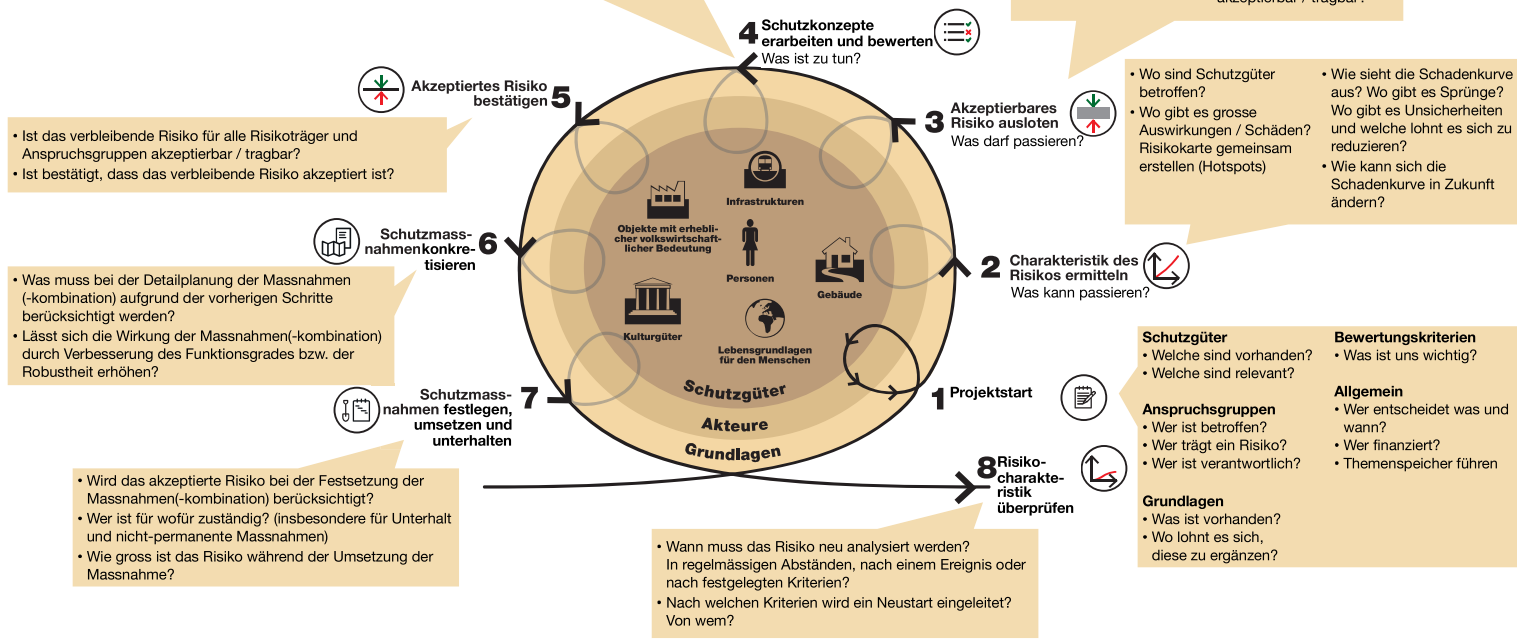 akzeptierbar / tragbar?
4 Schutzkonzepte
erarbeiten und bewerten
Was ist zu tun?
Akzeptiertes Risiko
bestätigen 5
• Ist das verbleibende Risiko für alle Risikoträger und
Anspruchsgruppen akzeptierbar / tragbar?
• Ist bestätigt, dass das verbleibende Risiko akzeptiert ist?
3 Akzeptierbares
Risiko ausloten
Was darf passieren?
• Wo sind Schutzgüter
betroffen?
• Wo gibt es grosse
Auswirkungen / Schäden?
Risikokarte gemeinsam
erstellen (Hotspots)
• Wie sieht die Schadenkurve
aus? Wo gibt es Sprünge?
Wo gibt es Unsicherheiten
und welche lohnt es sich zu
reduzieren?
• Wie kann sich die
Schadenkurve in Zukunft
ändern?
Schutzmass-
nahmenkonkre-
tisieren 6
• Was muss bei der Detailplanung der Massnahmen
(-kombination) aufgrund der vorherigen Schritte
berücksichtigt werden?
• Lässt sich die Wirkung der Massnahmen(-kombination)
durch Verbesserung des Funktionsgrades bzw. der
Robustheit erhöhen?
Infrastrukturen
Objekte mit erhebli-
cher volkswirtschaft-
licher Bedeutung
Personen
Gebäude
Kulturgüter
Lebensgrundlagen
für den Menschen
Schutzgüter
Akteure
Grundlagen
2 Charakteristik des
Risikos ermitteln
Was kann passieren?
1 Projektstart
Schutzgüter
• Welche sind vorhanden?
• Welche sind relevant?
Anspruchsgruppen
• Wer ist betroffen?
• Wer trägt ein Risiko?
• Wer ist verantwortlich?
Grundlagen
• Was ist vorhanden?
• Wo lohnt es sich,
diese zu ergänzen?
Bewertungskriterien
• Was ist uns wichtig?
Allgemein
• Wer entscheidet was und
wann?
• Wer finanziert?
• Themenspeicher führen
Schutzmass-
nahmen festlegen,
umsetzen und
unterhalten 7
• Wird das akzeptierte Risiko bei der Festsetzung der
Massnahmen(-kombination) berücksichtigt?
• Wer ist für wofür zuständig? (insbesondere für Unterhalt
und nicht-permanente Massnahmen)
• Wie gross ist das Risiko während der Umsetzung der
Massnahme?
8 Risiko-
charakte-
ristik
überprüfen
• Wann muss das Risiko neu analysiert werden?
In regelmässigen Abständen, nach einem Ereignis oder
nach festgelegten Kriterien?
• Nach welchen Kriterien wird ein Neustart eingeleitet?
Von wem?